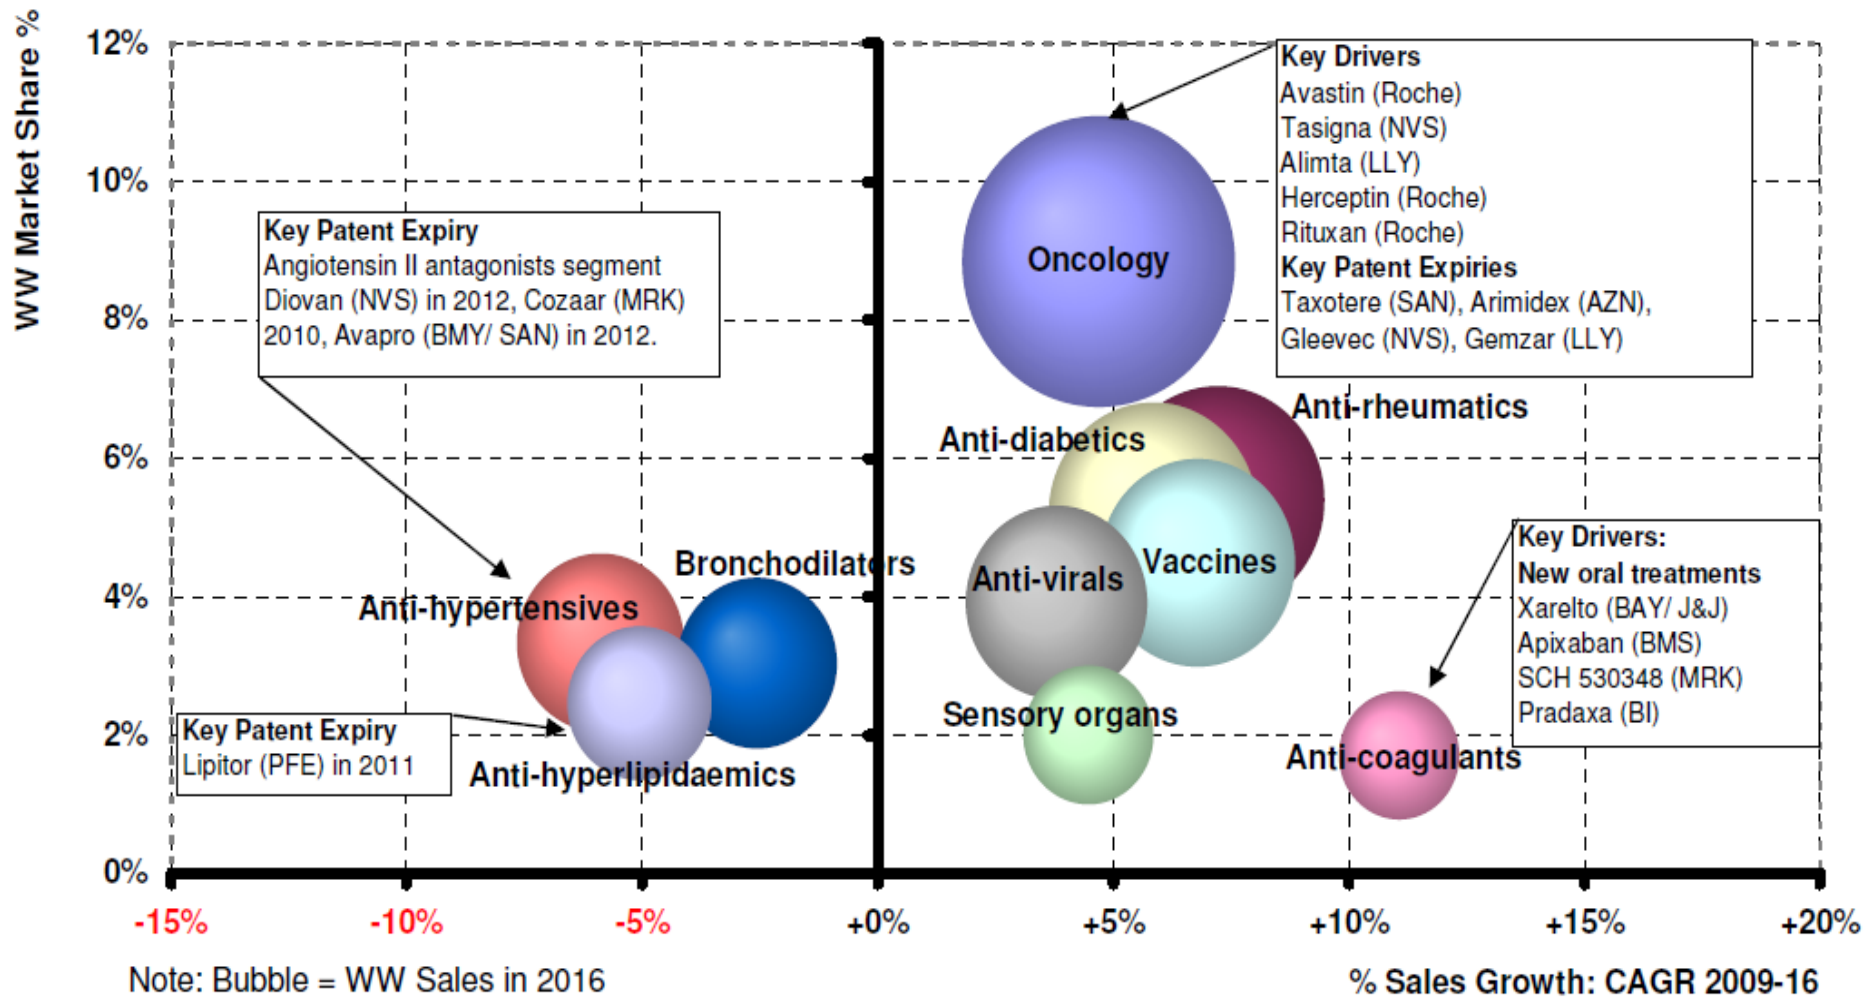 WW Market Share %
12%
10%
8%
6%
4%
2%
0%
Key Drivers
Avastin (Roche)
Tasigna (NVS)
Alimta (LLY)
Herceptin (Roche)
Rituxan (Roche)
Key Patent Expiries
Taxotere (SAN), Arimidex (AZN),
Gleevec (NVS), Gemzar (LLY)
Key Patent Expiry
Angiotensin II antagonists segment
Diovan (NVS) in 2012, Cozaar (MRK)
2010, Avapro (BMY/ SAN) in 2012.
Oncology
Anti-rheumatics
Anti-diabetics
Bronchodilators
Vaccines
Anti-virals
Anti-hypertensives
Key Drivers:
New oral treatments
Xarelto (BAY/ J&J)
Apixaban (BMS)
SCH 530348 (MRK)
Pradaxa (BI)
Sensory organs
Key Patent Expiry
Lipitor (PFE) in 2011
Anti-coagulants
Anti-hyperlipidaemics
-15%
-10%
-5%
+0%
+5%
+10%
+15%
+20%
Note: Bubble = WW Sales in 2016
% Sales Growth: CAGR 2009-16